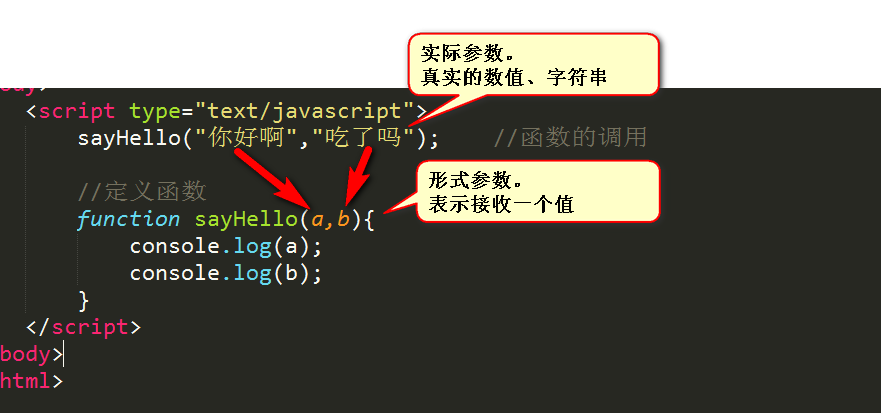 实际参数。
真实的数值、字符串
ody>
<script type="text/javascript">
sayHello("你好啊","吃了吗"); //函数的调用
形式参数。
表示接收一个值
//定义函数
function sayHello(a,b){
console.log(a);
console.log(b);
}
</script>
body>
html>